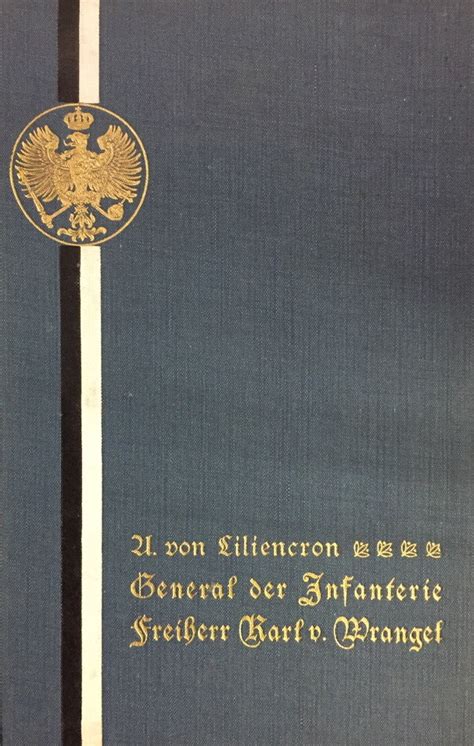 A. von Liliencron
General der Infanterie
Freiherr Karl v. Wrangel